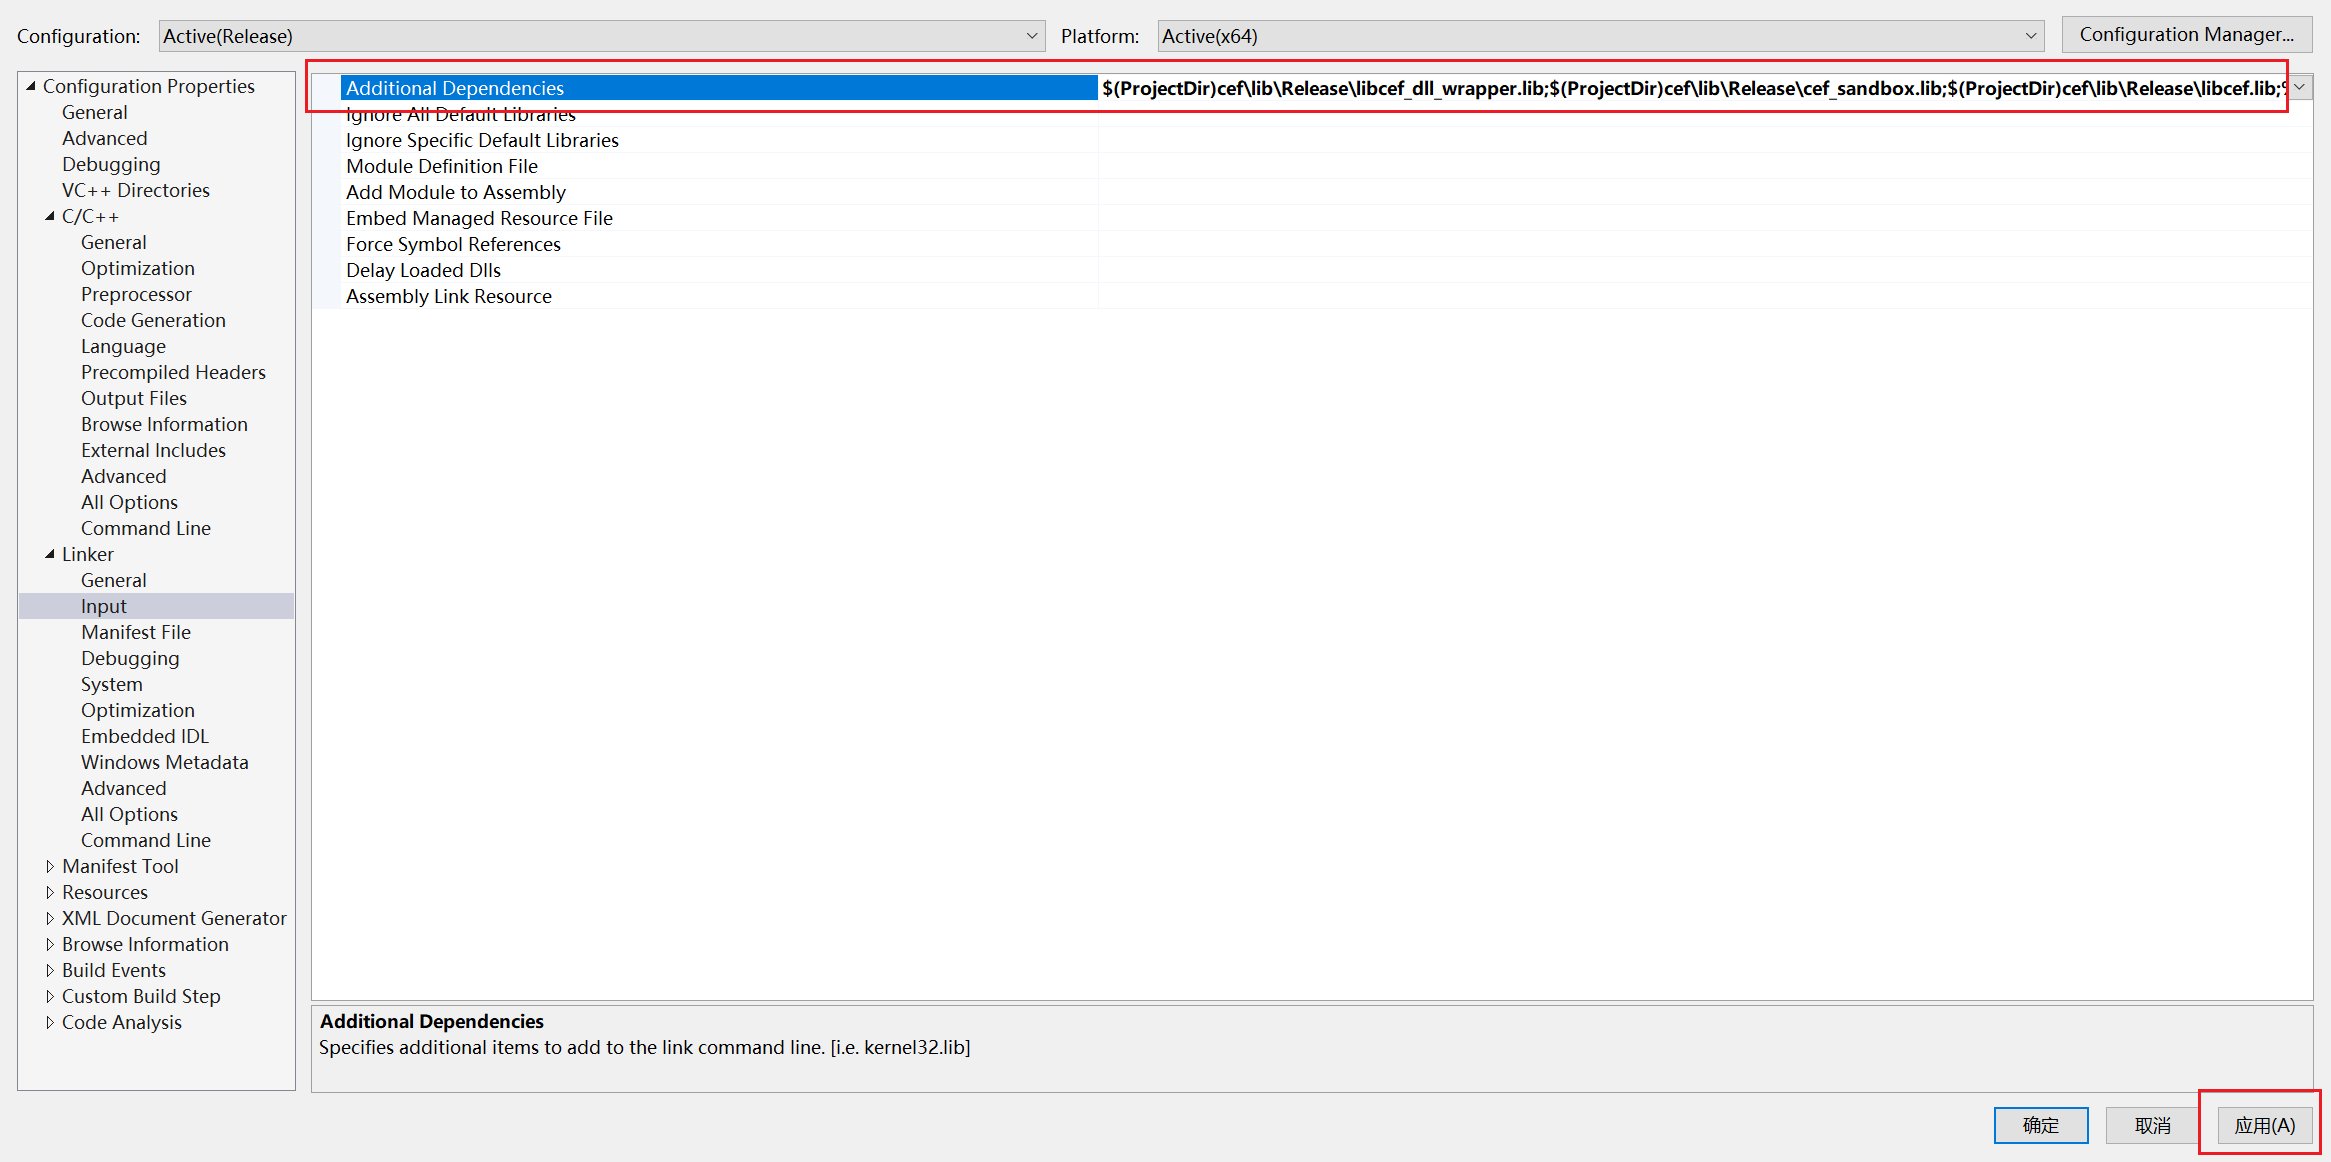 Configuration: Active(Release) Platform: Active(x64) Configuration Manager...
Configuration Properties
General
Advanced
Debugging
VC++ Directories
C/C++
General
Optimization
Preprocessor
Code Generation
Language
Precompiled Headers
Output Files
Browse Information
External Includes
Advanced
All Options
Command Line
Linker
General
Input
Manifest File
Debugging
System
Optimization
Embedded IDL
Windows Metadata
Advanced
All Options
Command Line
Manifest Tool
Resources
XML Document Generator
Browse Information
Build Events
Custom Build Step
Code Analysis
Additional Dependencies $(ProjectDir)cef\lib\Release\libcef_dll_wrapper.lib;$(ProjectDir)cef\lib\Release\cef_sandbox.lib;$(ProjectDir)cef\lib\Release\libcef.lib;
Ignore All Default Libraries
Ignore Specific Default Libraries
Module Definition File
Add Module to Assembly
Embed Managed Resource File
Force Symbol References
Delay Loaded Dlls
Assembly Link Resource
Additional Dependencies
Specifies additional items to add to the link command line. [i.e. kernel32.lib]
确定 取消 应用(A)